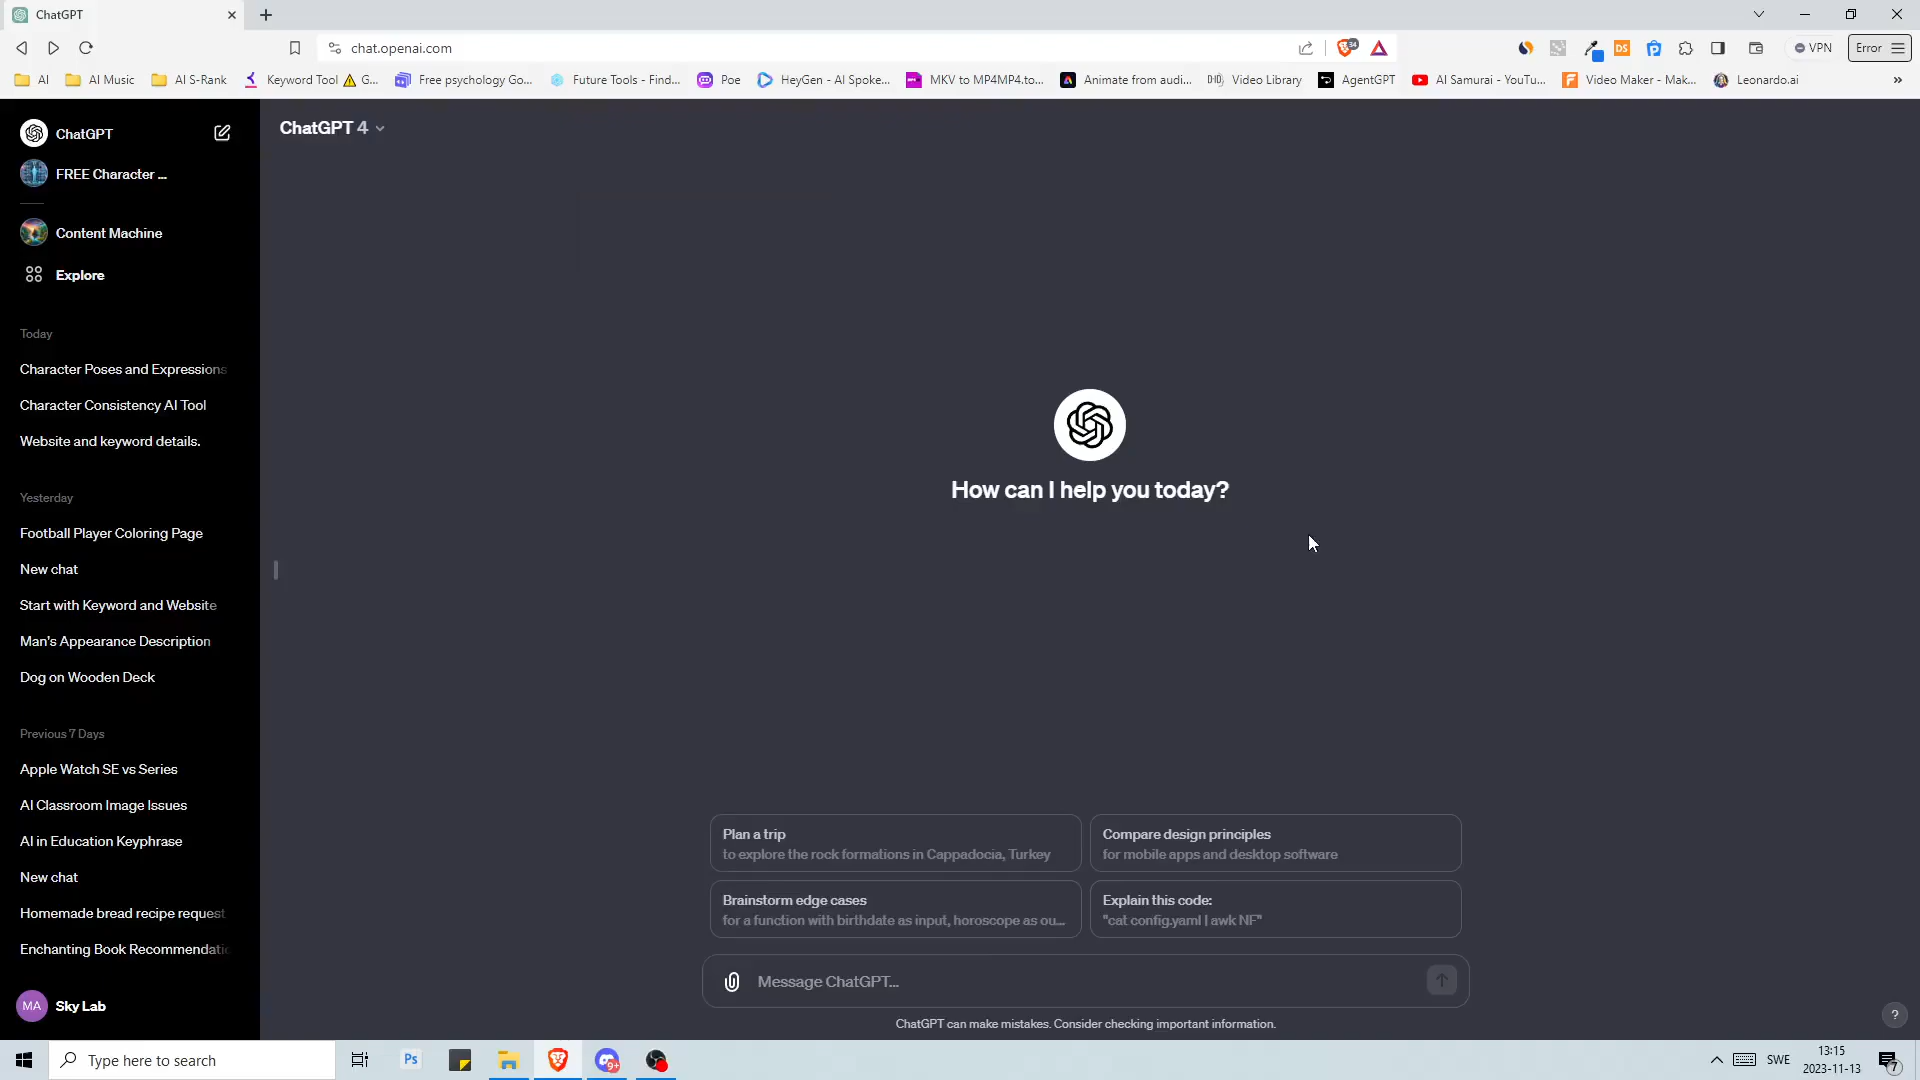 ChatGPT
chat.openai.com
34
DS
VPN
Error
AI
AI Music
AI S-Rank
Keyword Tool
G...
Free psychology Go...
Future Tools - Find...
Poe
HeyGen - AI Spoke...
MKV to MP4MP4.to...
Animate from audi...
Video Library
AgentGPT
AI Samurai - YouTu...
Video Maker - Mak...
Leonardo.ai
»
ChatGPT
FREE Character ...
Content Machine
Explore
Today
Character Poses and Expressions
Character Consistency AI Tool
Website and keyword details.
Yesterday
Football Player Coloring Page
New chat
Start with Keyword and Website
Man's Appearance Description
Dog on Wooden Deck
Previous 7 Days
Apple Watch SE vs Series
AI Classroom Image Issues
AI in Education Keyphrase
New chat
Homemade bread recipe request
Enchanting Book Recommendati
MA
Sky Lab
ChatGPT 4
How can I help you today?
Plan a trip
to explore the rock formations in Cappadocia, Turkey
Compare design principles
for mobile apps and desktop software
Brainstorm edge cases
for a function with birthdate as input, horoscope as ou...
Explain this code:
"cat config.yaml | awk NF"
Message ChatGPT...
ChatGPT can make mistakes. Consider checking important information.
?
Type here to search
Ps
9+
SWE
13:15
2023-11-13
7